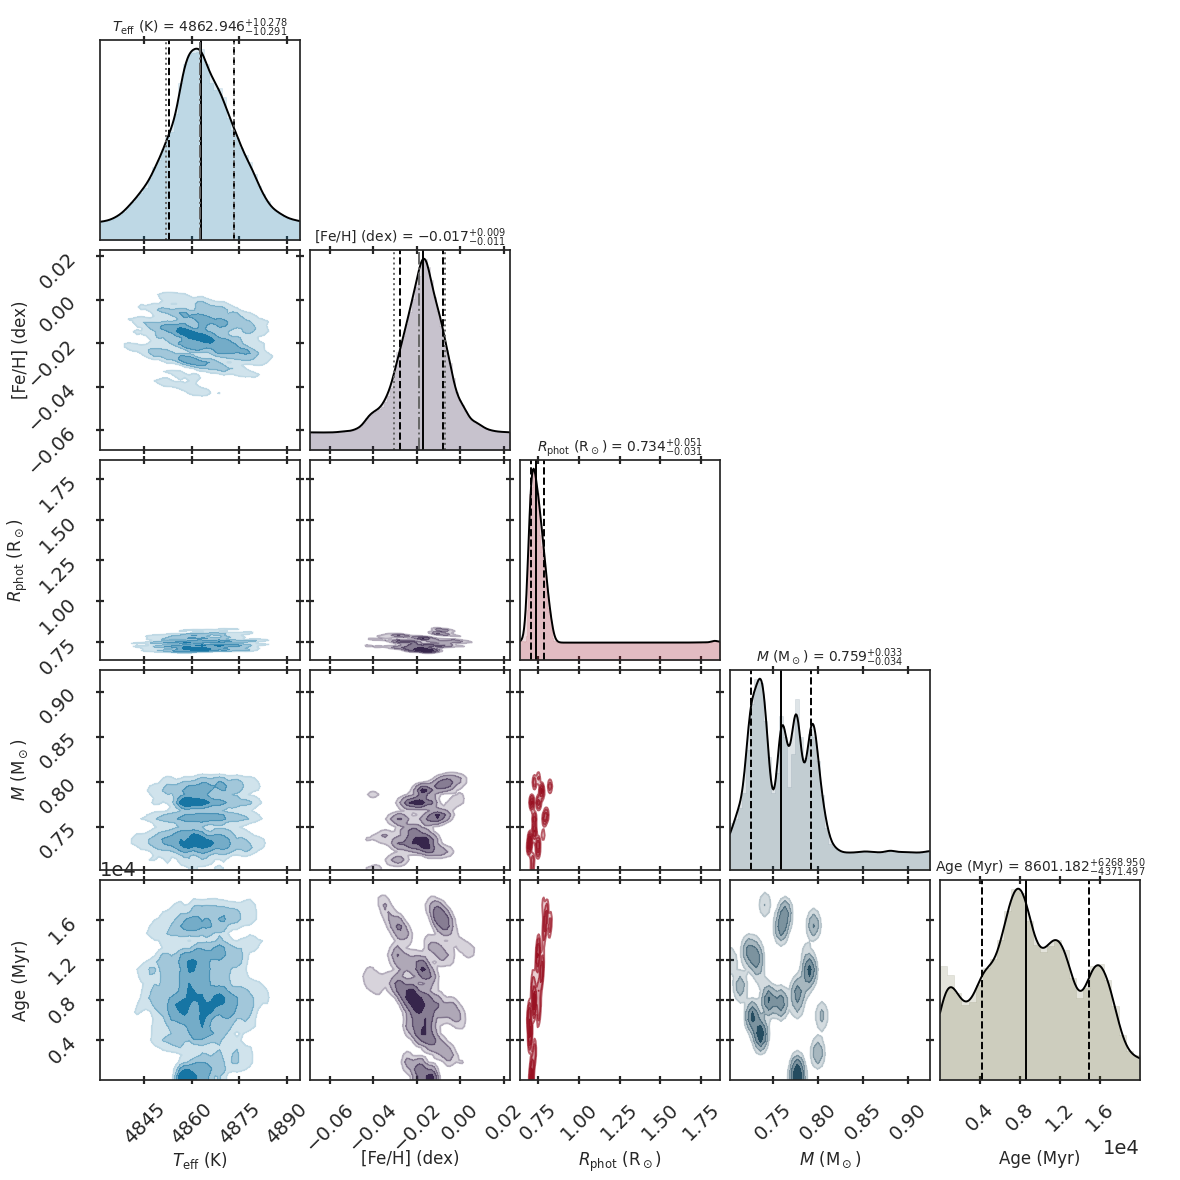 T_eff (K) = 4862.946 +10.278 −10.291
[Fe/H] (dex) = −0.017 +0.009 −0.011
0.02
0.00
−0.02
−0.04
−0.06
[Fe/H] (dex)
R_phot (R⊙) = 0.734 +0.051 −0.031
1.75
1.50
1.25
1.00
0.75
R_phot (R⊙)
M (M⊙) = 0.759 +0.033 −0.034
0.90
0.85
0.80
0.75
M (M⊙)
1e4
Age (Myr) = 8601.182 +6268.950 −4371.497
1.6
1.2
0.8
0.4
Age (Myr)
4845 4860 4875 4890
−0.06 −0.04 −0.02 0.00 0.02
0.75 1.00 1.25 1.50 1.75
0.75 0.80 0.85 0.90
0.4 0.8 1.2 1.6
1e4
T_eff (K)
[Fe/H] (dex)
R_phot (R⊙)
M (M⊙)
Age (Myr)